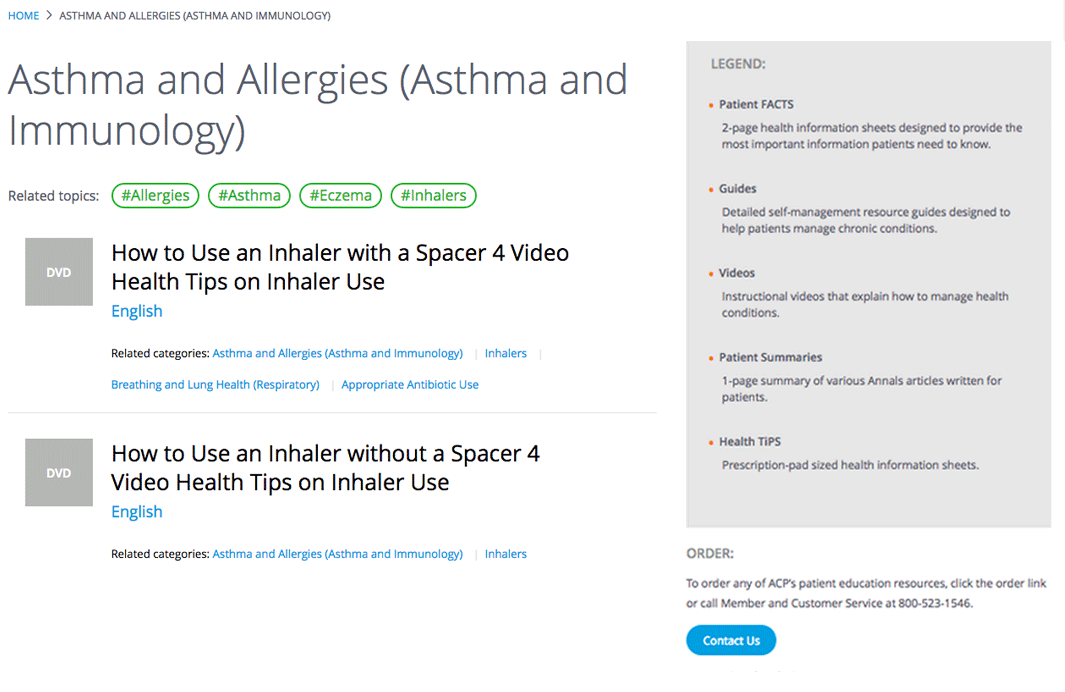 HOME > ASTHMA AND ALLERGIES (ASTHMA AND IMMUNOLOGY)
Asthma and Allergies (Asthma and
Immunology)
Related topics: #Allergies #Asthma #Eczema #Inhalers
DVD
How to Use an Inhaler with a Spacer 4 Video
Health Tips on Inhaler Use
English
Related categories: Asthma and Allergies (Asthma and Immunology) | Inhalers |
Breathing and Lung Health (Respiratory) | Appropriate Antibiotic Use
DVD
How to Use an Inhaler without a Spacer 4
Video Health Tips on Inhaler Use
English
Related categories: Asthma and Allergies (Asthma and Immunology) | Inhalers
LEGEND:
• Patient FACTS
2-page health information sheets designed to provide the
most important information patients need to know.
• Guides
Detailed self-management resource guides designed to
help patients manage chronic conditions.
• Videos
Instructional videos that explain how to manage health
conditions.
• Patient Summaries
1-page summary of various Annals articles written for
patients.
• Health TiPS
Prescription-pad sized health information sheets.
ORDER:
To order any of ACP's patient education resources, click the order link
or call Member and Customer Service at 800-523-1546.
Contact Us